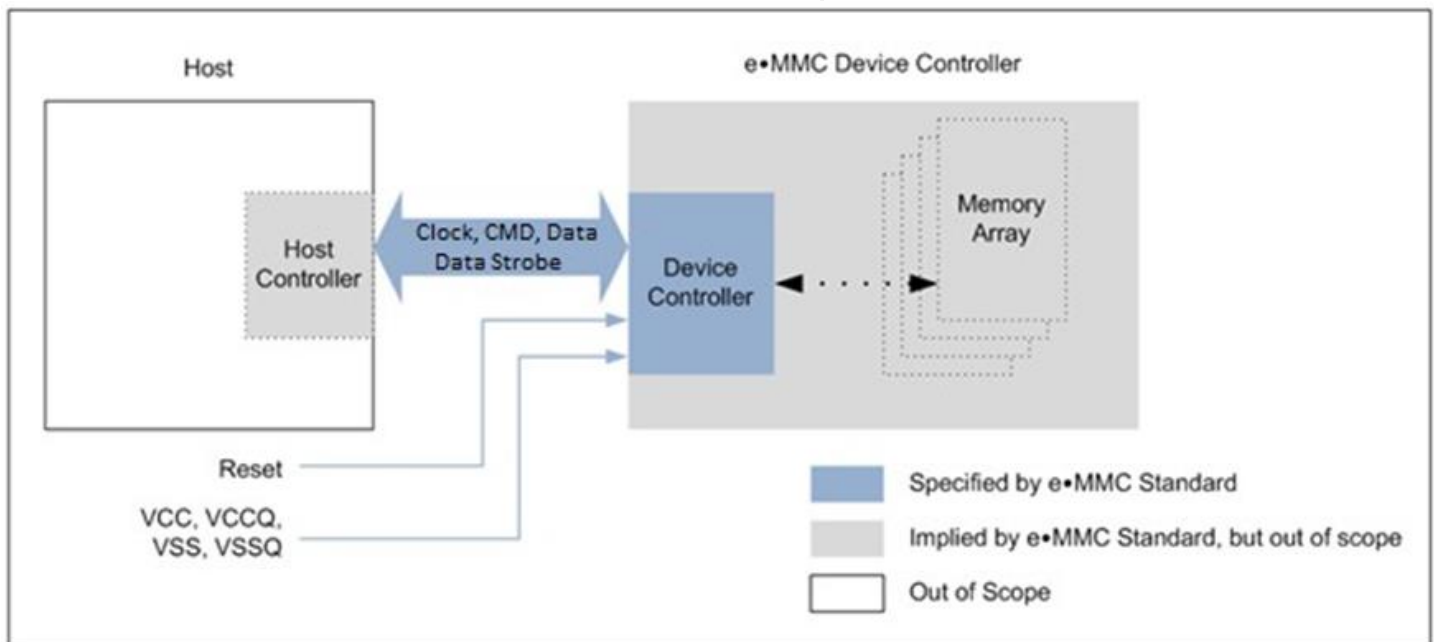 Host
e•MMC Device Controller
Host
Controller
Clock, CMD, Data
Data Strobe
Device
Controller
Memory
Array
Reset
VCC, VCCQ,
VSS, VSSQ
Specified by e•MMC Standard
Implied by e•MMC Standard, but out of scope
Out of Scope